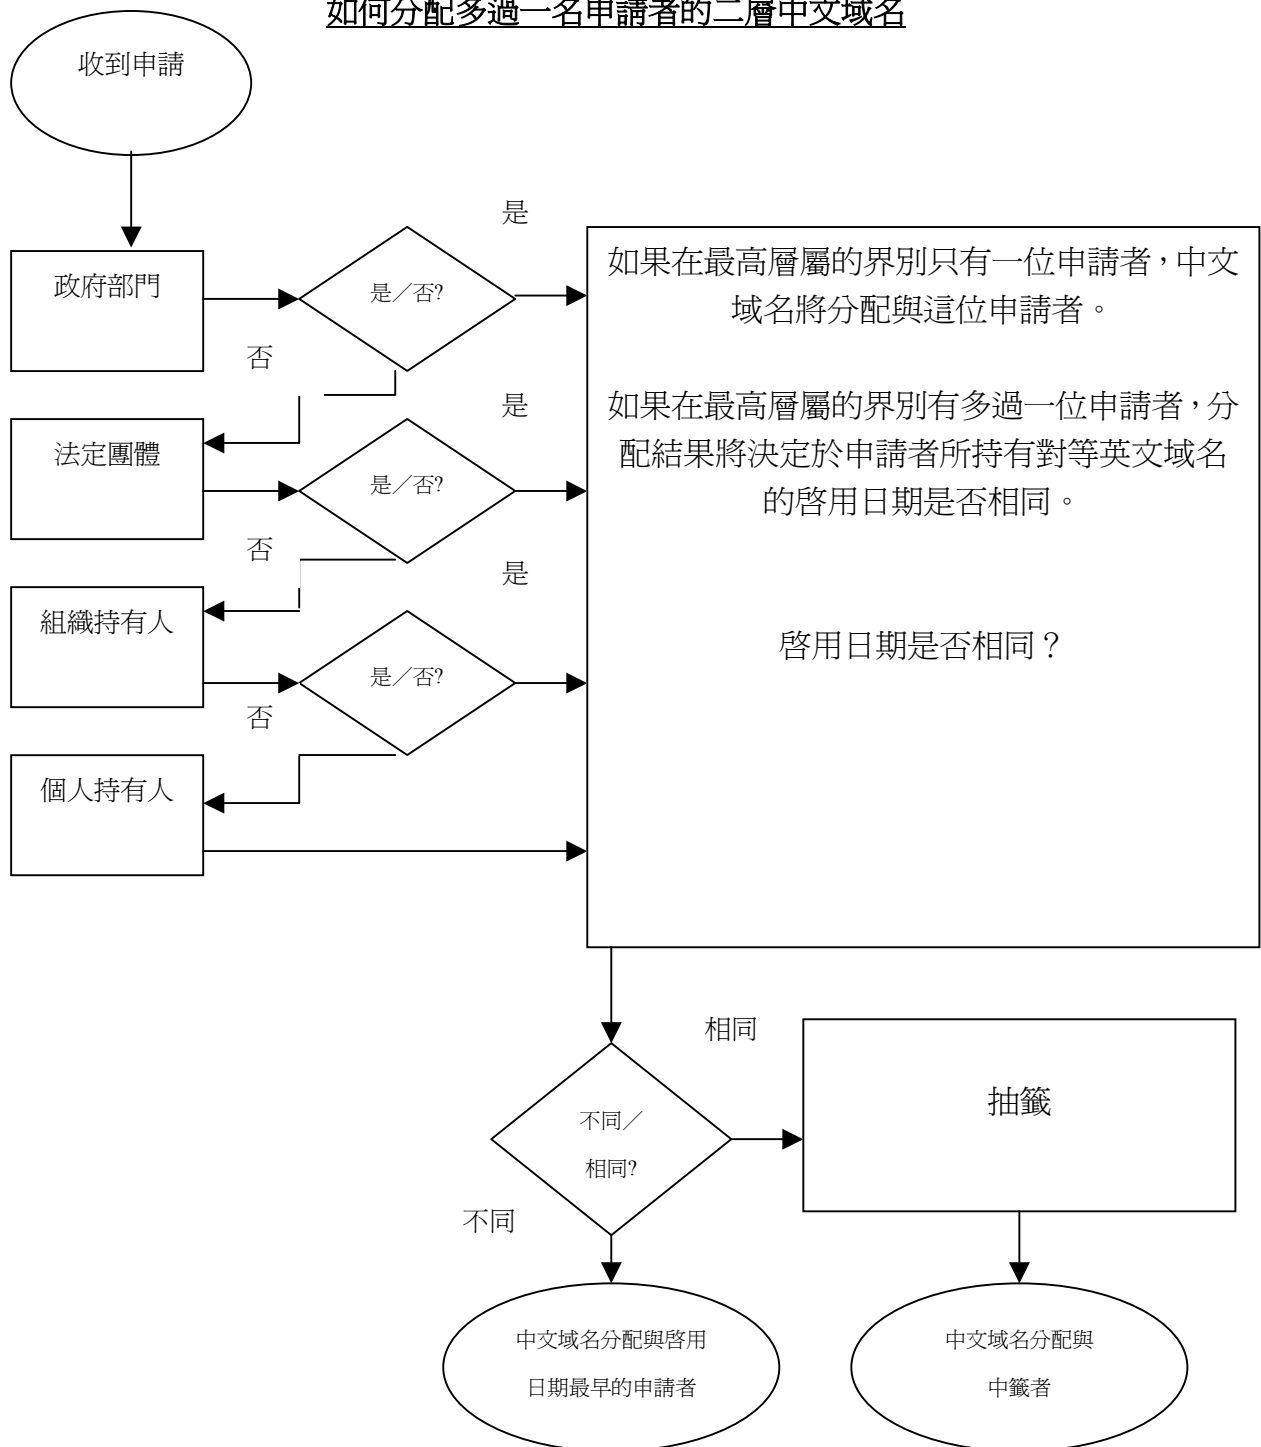 如何分配多過一名申請者的二層中文域名
收到申請
是
政府部門
是／否?
如果在最高層屬的界別只有一位申請者，中文
域名將分配與這位申請者。
否
是
如果在最高層屬的界別有多過一位申請者，分
配結果將決定於申請者所持有對等英文域名
的啓用日期是否相同。
法定團體
是／否?
否
是
組織持有人
是／否?
啓用日期是否相同？
否
個人持有人
相同
不同／
相同?
抽籤
不同
中文域名分配與啓用
日期最早的申請者
中文域名分配與
中籤者